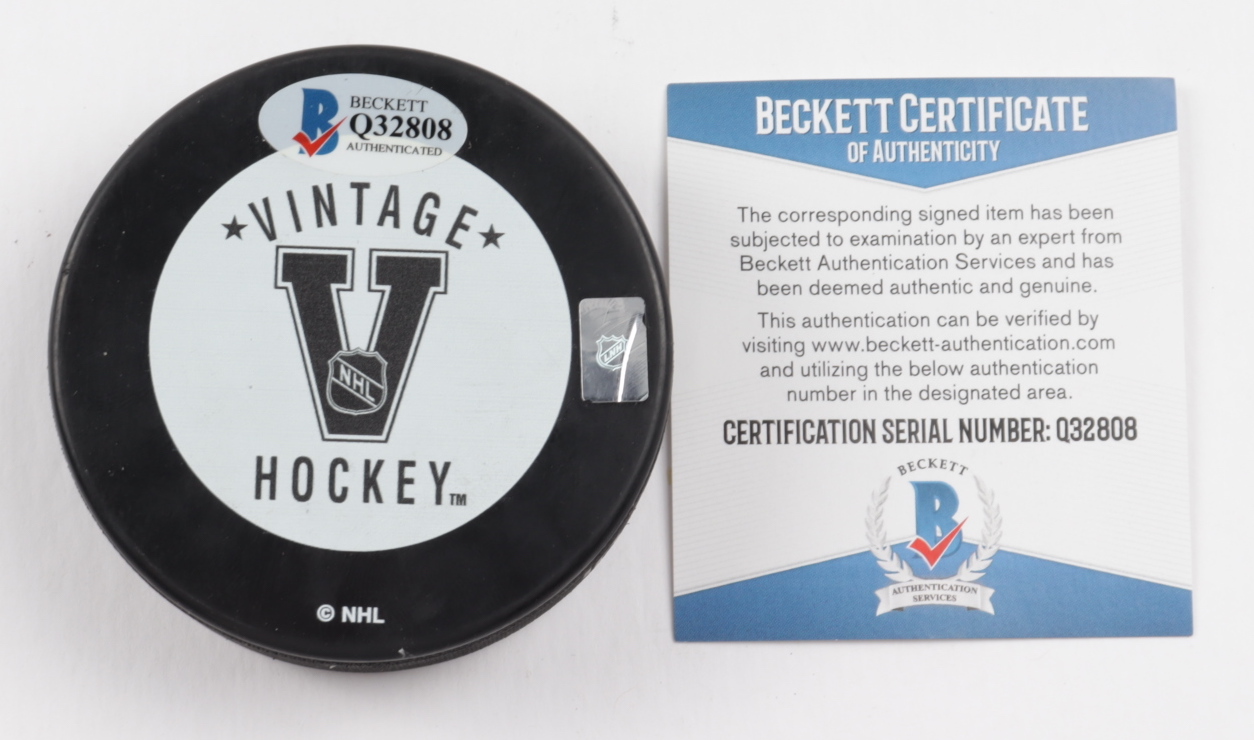 BECKETT
Q32808
AUTHENTICATED
VINTAGE
V
NHL
HOCKEY™
© NHL
BECKETT CERTIFICATE
OF AUTHENTICITY
The corresponding signed item has been
subjected to examination by an expert from
Beckett Authentication Services and has
been deemed authentic and genuine.
This authentication can be verified by
visiting www.beckett-authentication.com
and utilizing the below authentication
number in the designated area.
CERTIFICATION SERIAL NUMBER: Q32808
BECKETT
B
AUTHENTICATION
SERVICES